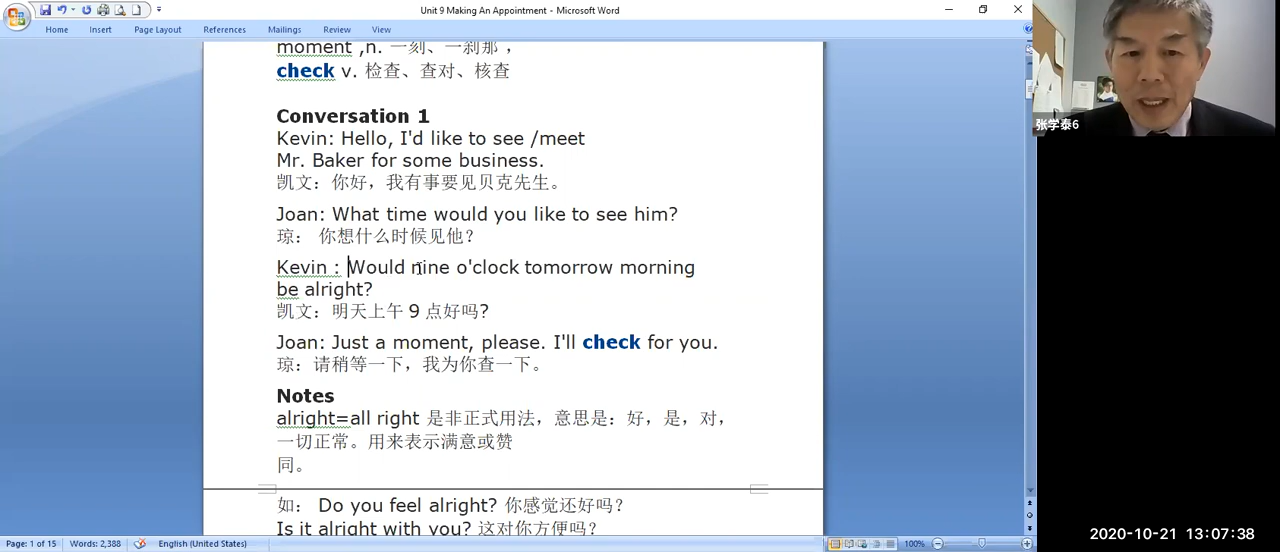 Unit 9 Making An Appointment - Microsoft Word
Home Insert Page Layout References Mailings Review View
moment ,n. 一刻、一刹那 ，
check v. 检查、查对、核查
Conversation 1
Kevin: Hello, I'd like to see /meet
Mr. Baker for some business.
凯文：你好，我有事要见贝克先生。
Joan: What time would you like to see him?
琼： 你想什么时候见他？
Kevin : Would nine o'clock tomorrow morning
be alright?
凯文：明天上午 9 点好吗?
Joan: Just a moment, please. I'll check for you.
琼：请稍等一下，我为你查一下。
Notes
alright=all right 是非正式用法，意思是：好，是，对，
一切正常。用来表示满意或赞
同。
如： Do you feel alright? 你感觉还好吗？
Is it alright with you? 这对你方便吗？
Page: 1 of 15 Words: 2,388 English (United States) 100%
张学泰6
2020-10-21 13:07:38